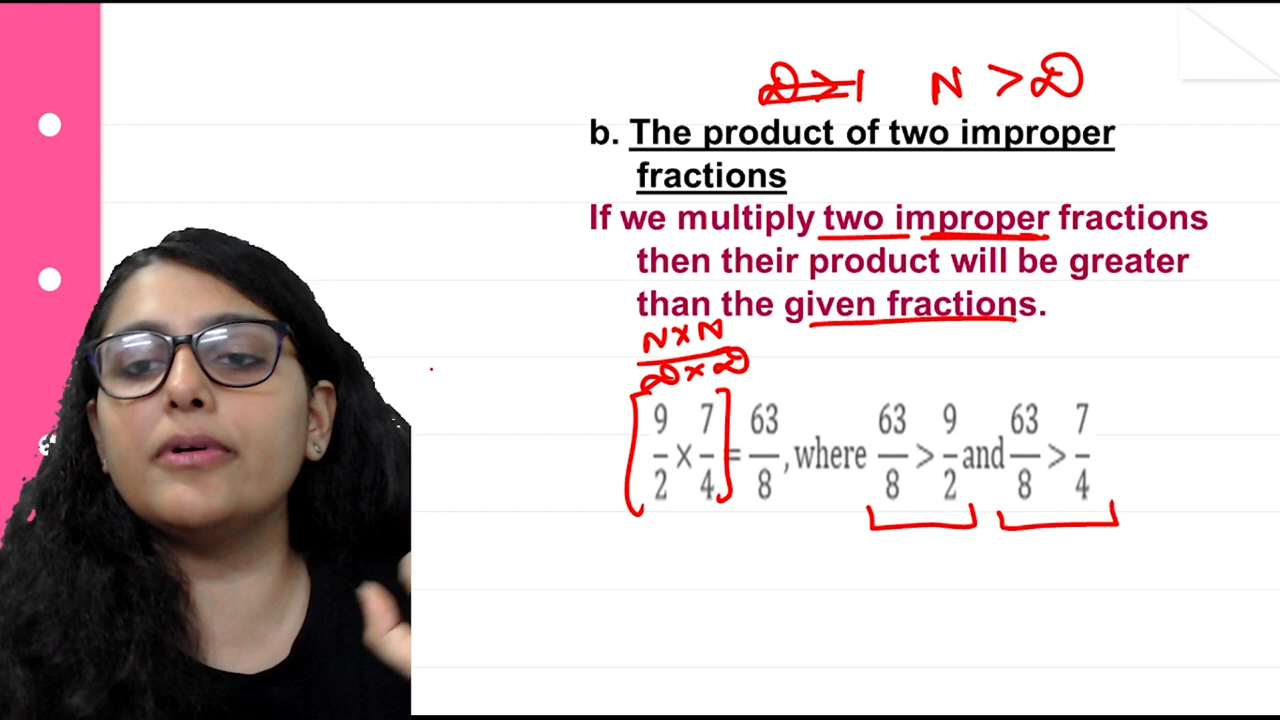 N > D
b. The product of two improper
fractions
If we multiply two improper fractions
then their product will be greater
than the given fractions.
N×N
D×D
9/2 × 7/4 = 63/8, where 63/8 > 9/2 and 63/8 > 7/4